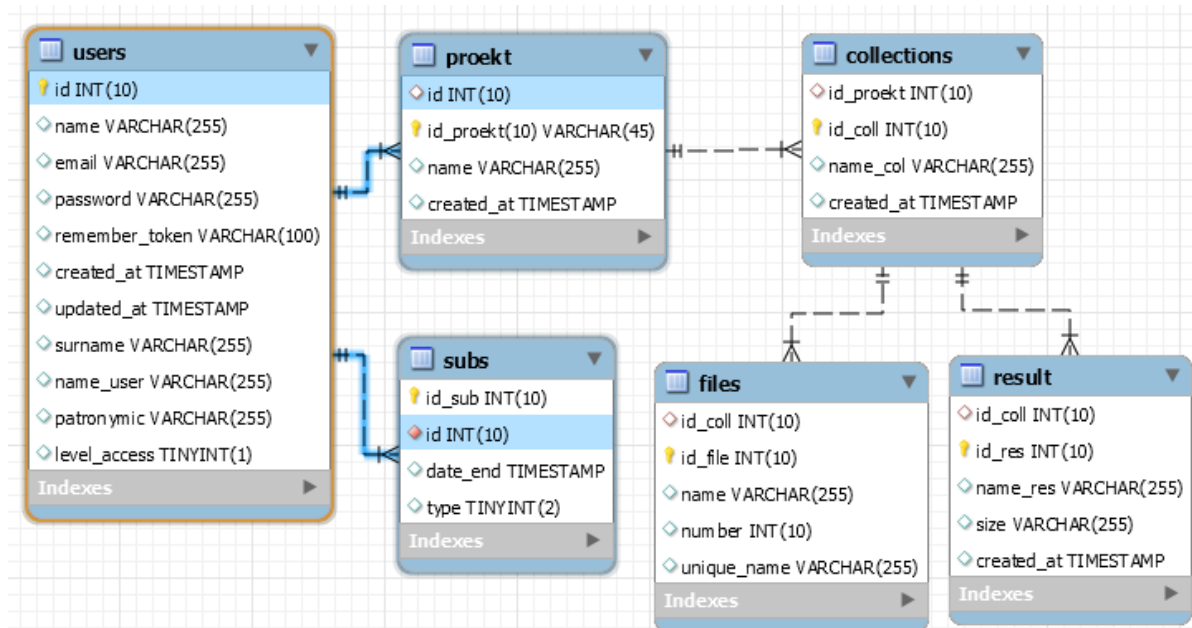 users
id INT(10)
name VARCHAR(255)
email VARCHAR(255)
password VARCHAR(255)
remember_token VARCHAR(100)
created_at TIMESTAMP
updated_at TIMESTAMP
surname VARCHAR(255)
name_user VARCHAR(255)
patronymic VARCHAR(255)
level_access TINYINT(1)
Indexes
proekt
id INT(10)
id_proekt(10) VARCHAR(45)
name VARCHAR(255)
created_at TIMESTAMP
Indexes
collections
id_proekt INT(10)
id_coll INT(10)
name_col VARCHAR(255)
created_at TIMESTAMP
Indexes
subs
id_sub INT(10)
id INT(10)
date_end TIMESTAMP
type TINYINT(2)
Indexes
files
id_coll INT(10)
id_file INT(10)
name VARCHAR(255)
number INT(10)
unique_name VARCHAR(255)
Indexes
result
id_coll INT(10)
id_res INT(10)
name_res VARCHAR(255)
size VARCHAR(255)
created_at TIMESTAMP
Indexes